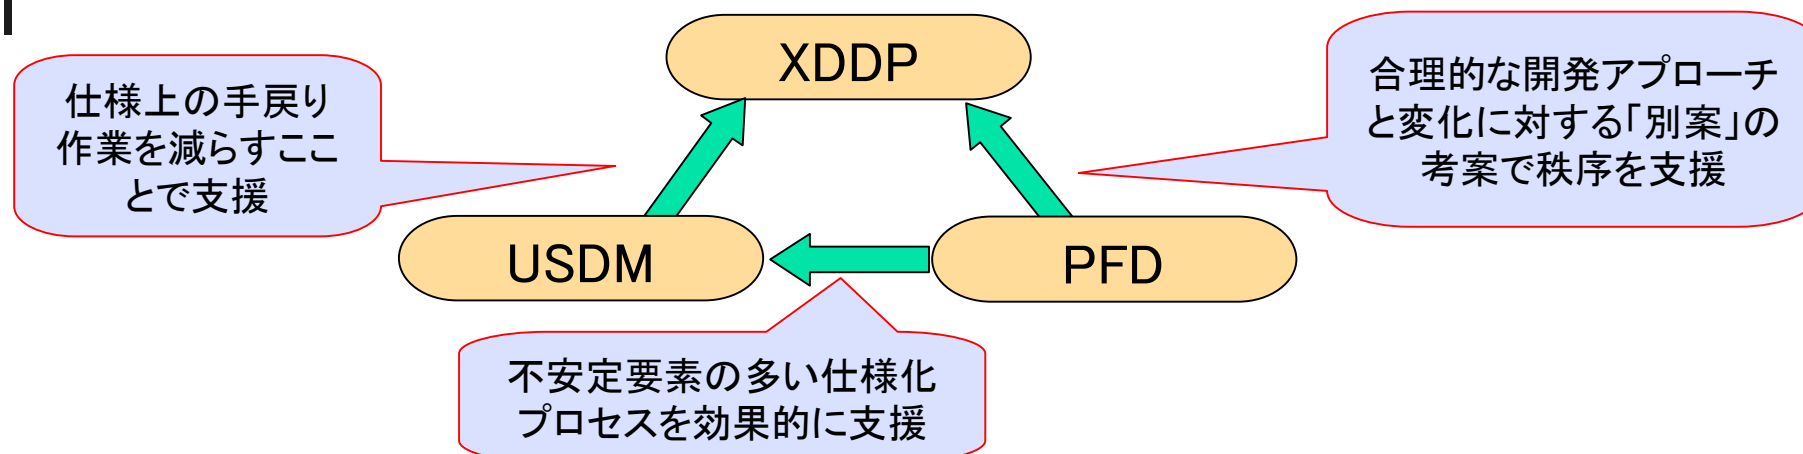 XDDP
仕様上の手戻り
作業を減らすここ
とで支援
合理的な開発アプローチ
と変化に対する「別案」の
考案で秩序を支援
USDM
PFD
不安定要素の多い仕様化
プロセスを効果的に支援